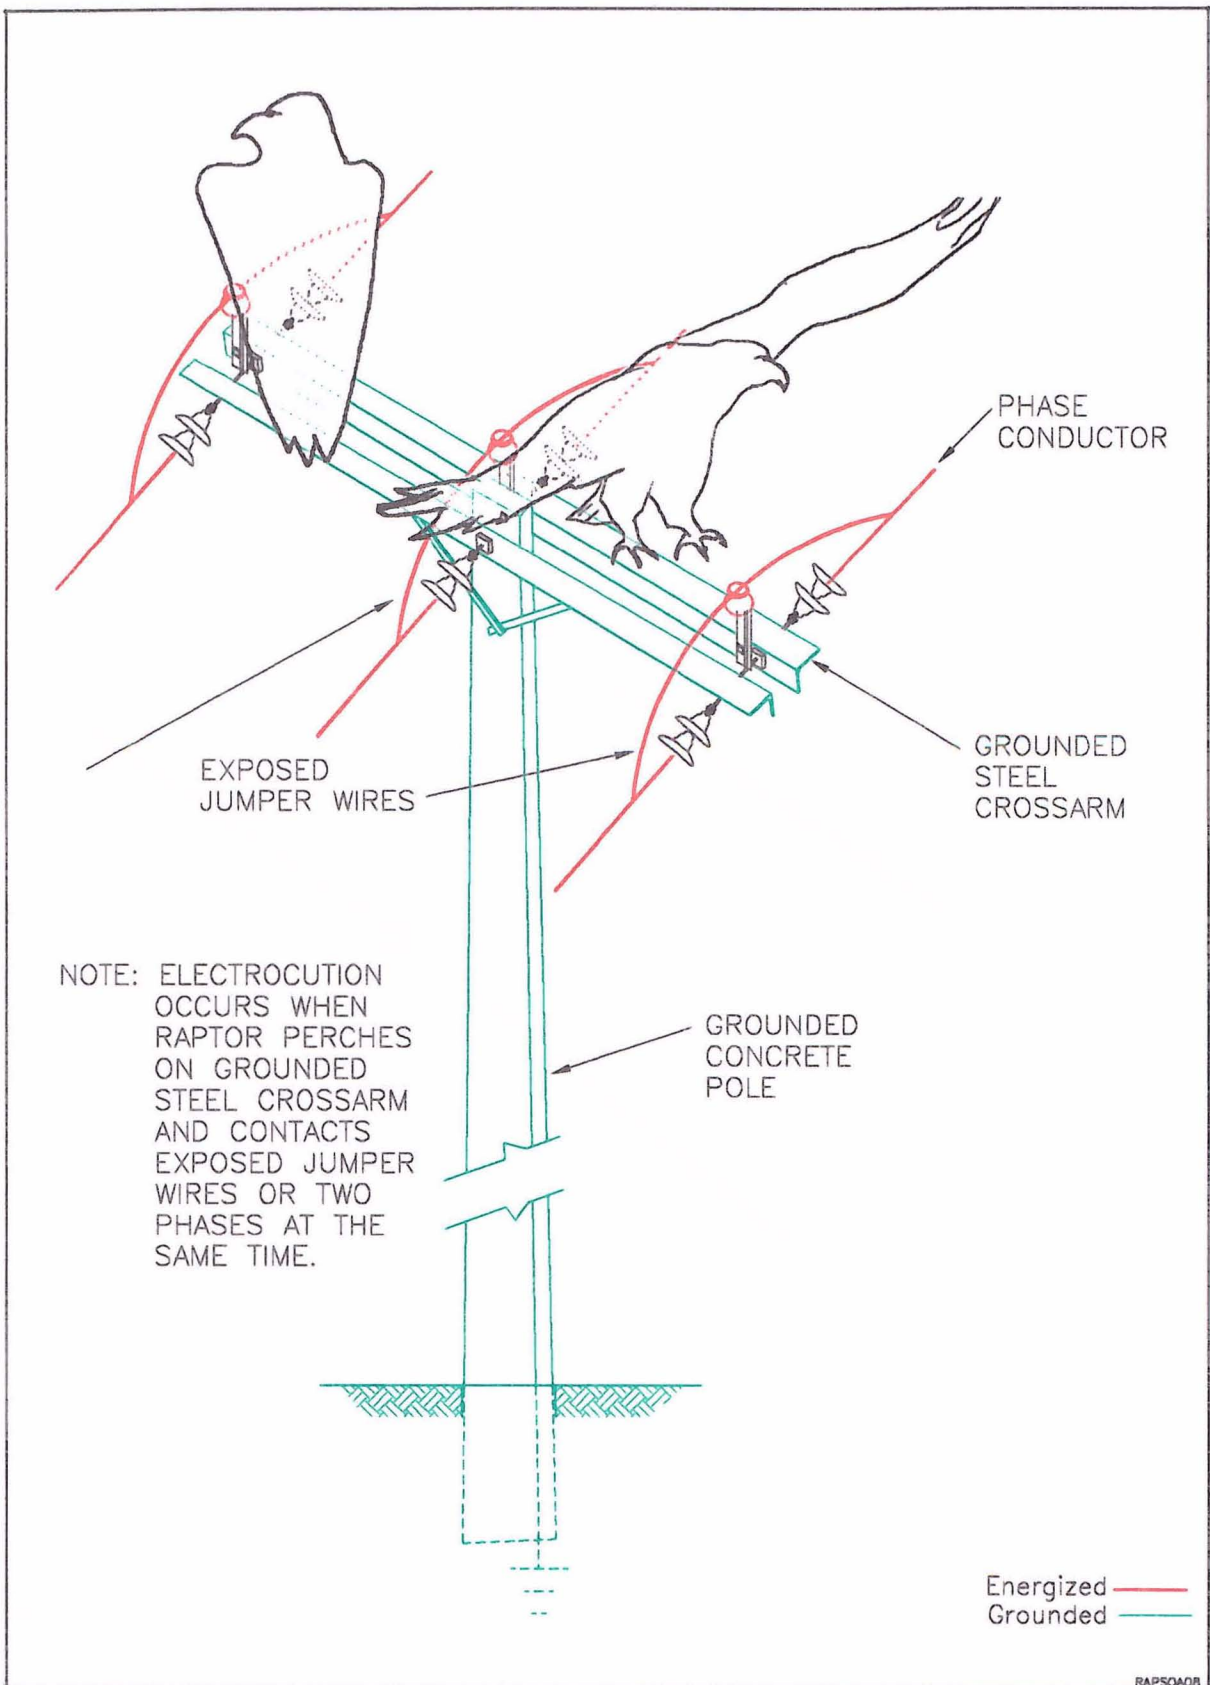 PHASE
CONDUCTOR
EXPOSED
JUMPER WIRES
GROUNDED
STEEL
CROSSARM
NOTE: ELECTROCUTION
OCCURS WHEN
RAPTOR PERCHES
ON GROUNDED
STEEL CROSSARM
AND CONTACTS
EXPOSED JUMPER
WIRES OR TWO
PHASES AT THE
SAME TIME.
GROUNDED
CONCRETE
POLE
Energized
Grounded